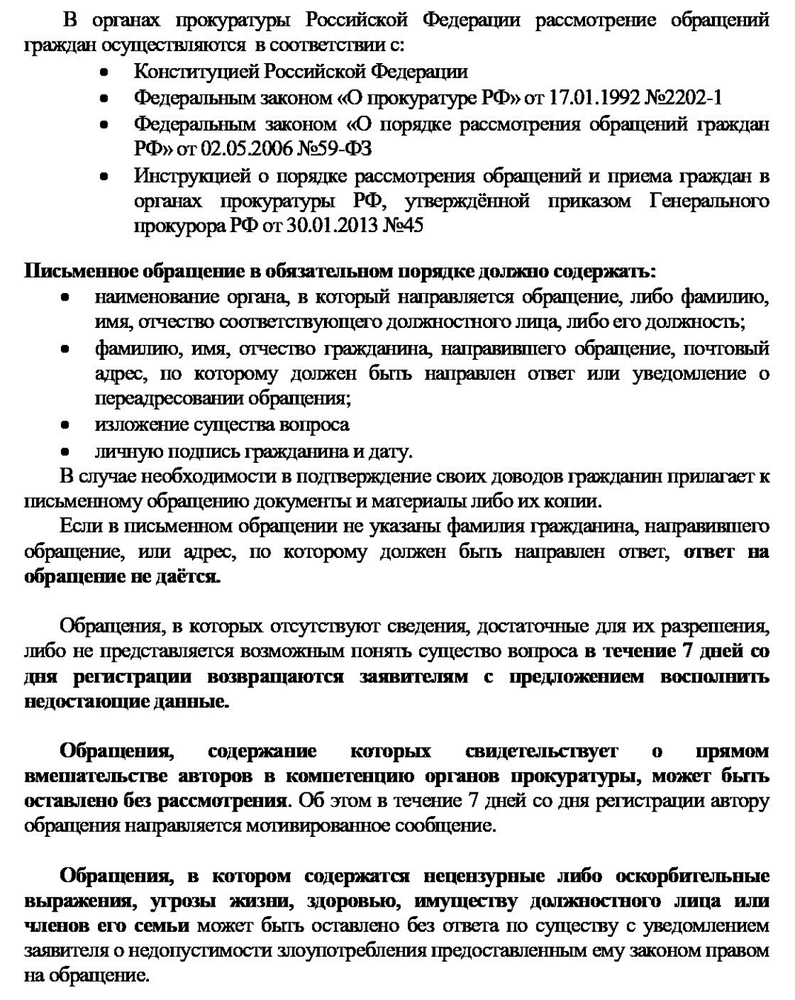 В органах прокуратуры Российской Федерации рассмотрение обращений
граждан осуществляются в соответствии с:
• Конституцией Российской Федерации
• Федеральным законом «О прокуратуре РФ» от 17.01.1992 №2202-1
• Федеральным законом «О порядке рассмотрения обращений граждан
РФ» от 02.05.2006 №59-ФЗ
• Инструкцией о порядке рассмотрения обращений и приема граждан в
органах прокуратуры РФ, утверждённой приказом Генерального
прокурора РФ от 30.01.2013 №45
Письменное обращение в обязательном порядке должно содержать:
• наименование органа, в который направляется обращение, либо фамилию,
имя, отчество соответствующего должностного лица, либо его должность;
• фамилию, имя, отчество гражданина, направившего обращение, почтовый
адрес, по которому должен быть направлен ответ или уведомление о
переадресовании обращения;
• изложение существа вопроса
• личную подпись гражданина и дату.
В случае необходимости в подтверждение своих доводов гражданин прилагает к
письменному обращению документы и материалы либо их копии.
Если в письменном обращении не указаны фамилия гражданина, направившего
обращение, или адрес, по которому должен быть направлен ответ, ответ на
обращение не даётся.
Обращения, в которых отсутствуют сведения, достаточные для их разрешения,
либо не представляется возможным понять существо вопроса в течение 7 дней со
дня регистрации возвращаются заявителям с предложением восполнить
недостающие данные.
Обращения, содержание которых свидетельствует о прямом
вмешательстве авторов в компетенцию органов прокуратуры, может быть
оставлено без рассмотрения. Об этом в течение 7 дней со дня регистрации автору
обращения направляется мотивированное сообщение.
Обращения, в котором содержатся нецензурные либо оскорбительные
выражения, угрозы жизни, здоровью, имуществу должностного лица или
членов его семьи может быть оставлено без ответа по существу с уведомлением
заявителя о недопустимости злоупотребления предоставленным ему законом правом
на обращение.